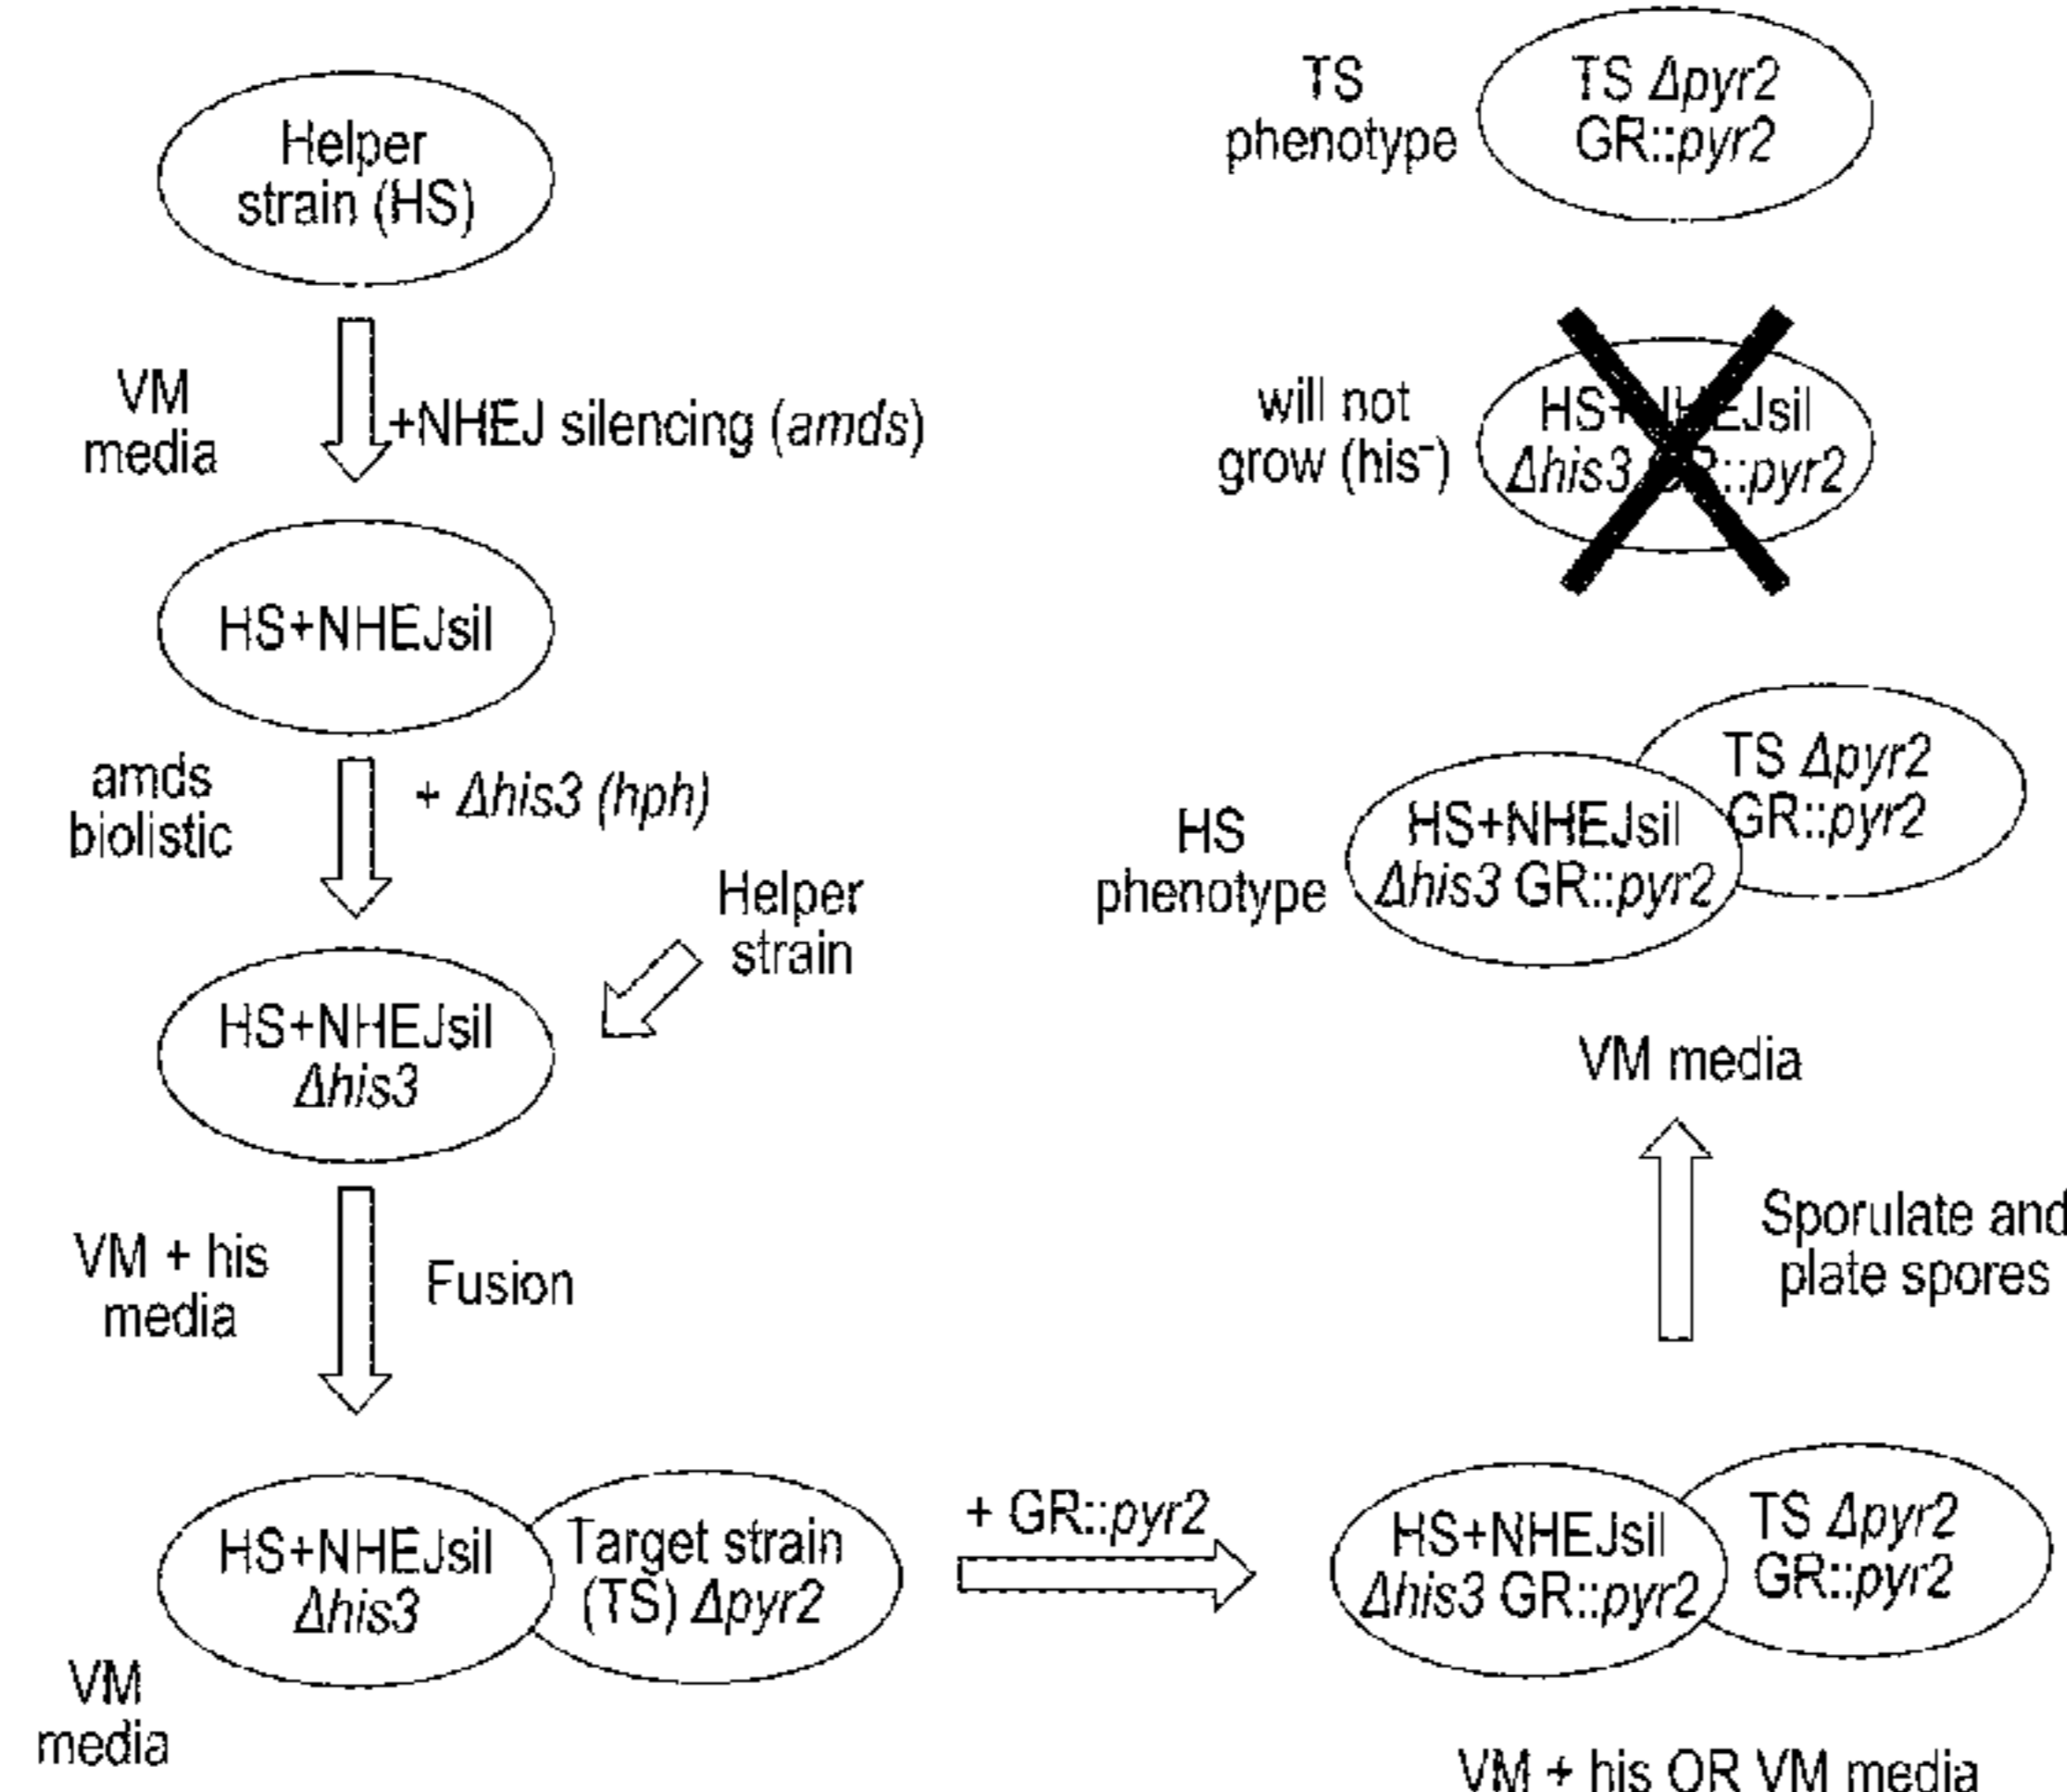 Helper
strain (HS)
VM
media
+NHEJ silencing (amds)
HS+NHEJsil
amds
biolistic
+ Δhis3 (hph)
Helper
strain
HS+NHEJsil
Δhis3
VM + his
media
Fusion
HS+NHEJsil
Δhis3
Target strain
(TS) Δpyr2
VM
media
+ GR::pyr2
HS+NHEJsil
Δhis3 GR::pyr2
TS Δpyr2
GR::pyr2
VM + his OR VM media
Sporulate and
plate spores
VM media
HS
phenotype
HS+NHEJsil
Δhis3 GR::pyr2
TS Δpyr2
GR::pyr2
will not
grow (his⁻)
HS+NHEJsil
Δhis3 GR::pyr2
TS
phenotype
TS Δpyr2
GR::pyr2